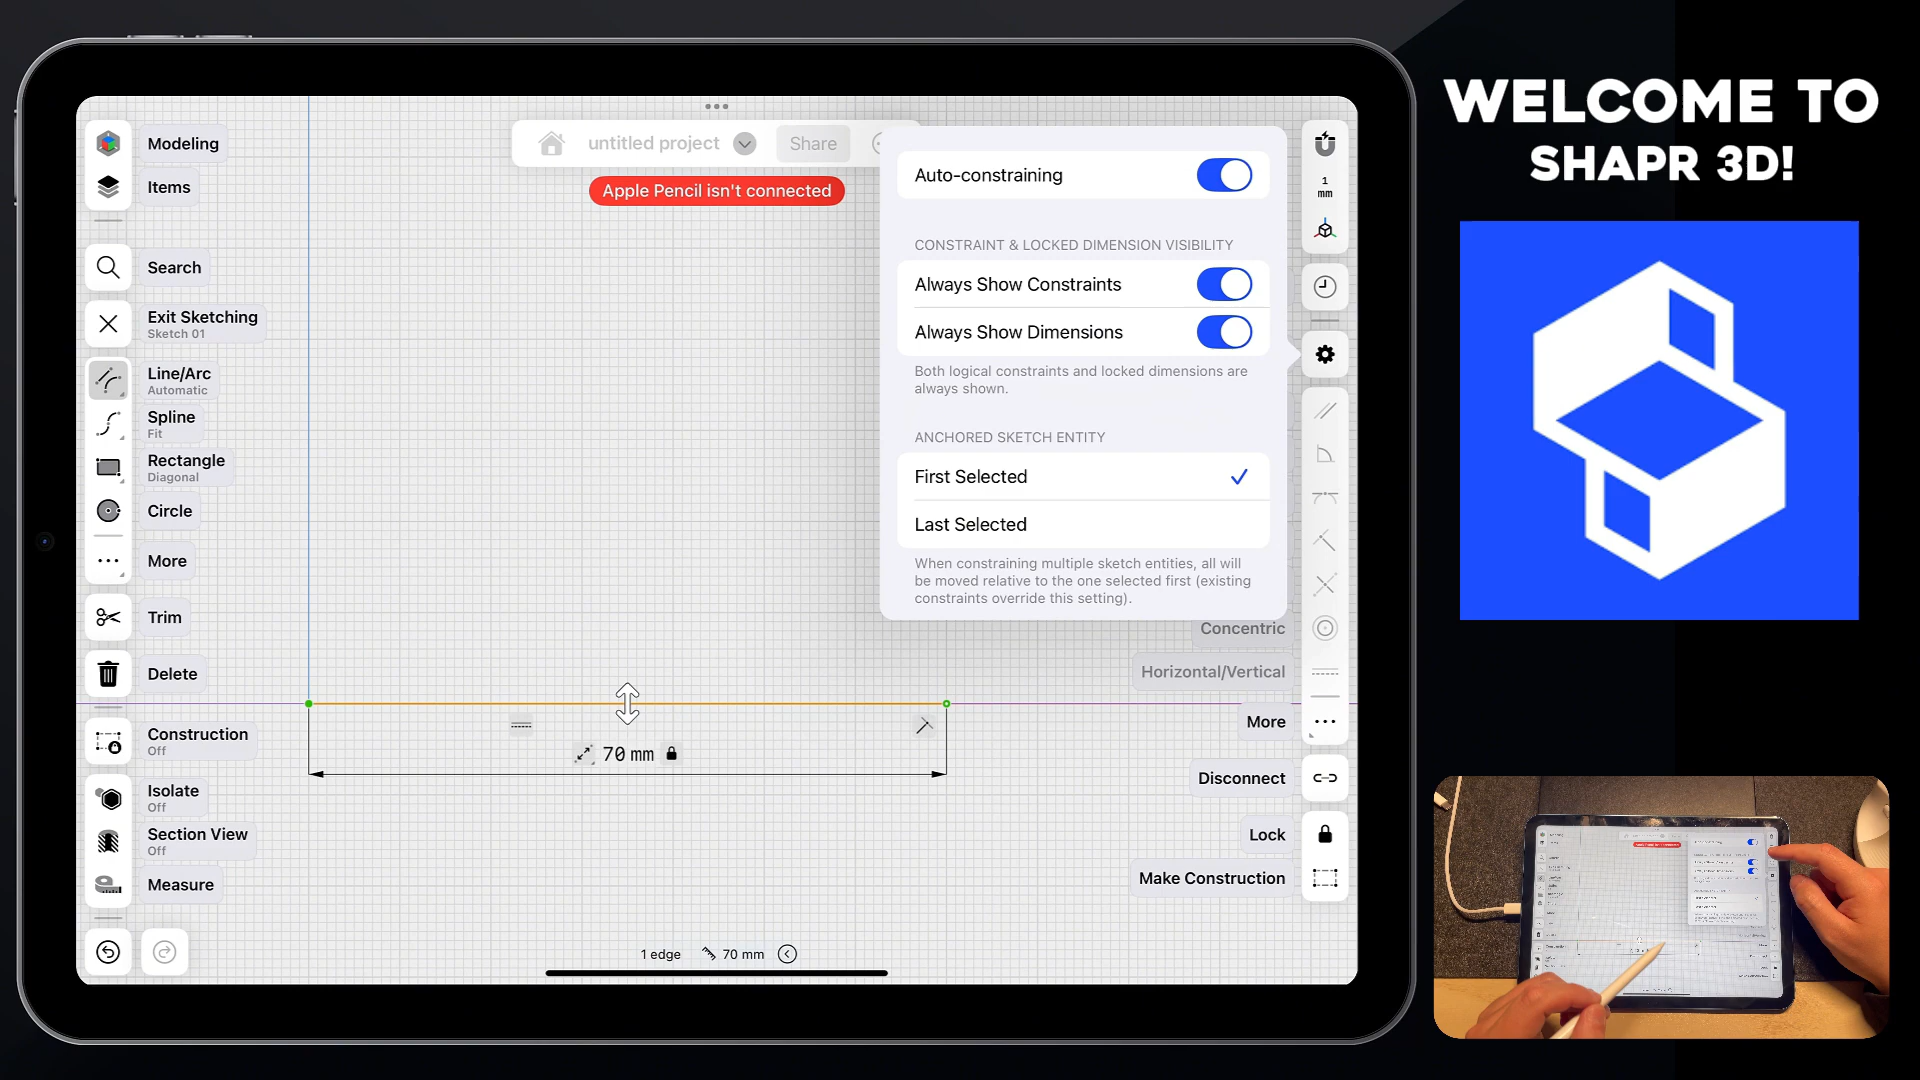 Modeling
Items
Search
Exit Sketching
Sketch 01
Line/Arc
Automatic
Spline
Fit
Rectangle
Diagonal
Circle
More
Trim
Delete
Construction
Off
Isolate
Off
Section View
Off
Measure
untitled project
Share
Apple Pencil isn't connected
Auto-constraining
CONSTRAINT & LOCKED DIMENSION VISIBILITY
Always Show Constraints
Always Show Dimensions
Both logical constraints and locked dimensions are
always shown.
ANCHORED SKETCH ENTITY
First Selected
Last Selected
When constraining multiple sketch entities, all will
be moved relative to the one selected first (existing
constraints override this setting).
1
mm
Concentric
Horizontal/Vertical
More
Disconnect
Lock
Make Construction
70 mm
1 edge
70 mm
WELCOME TO
SHAPR 3D!